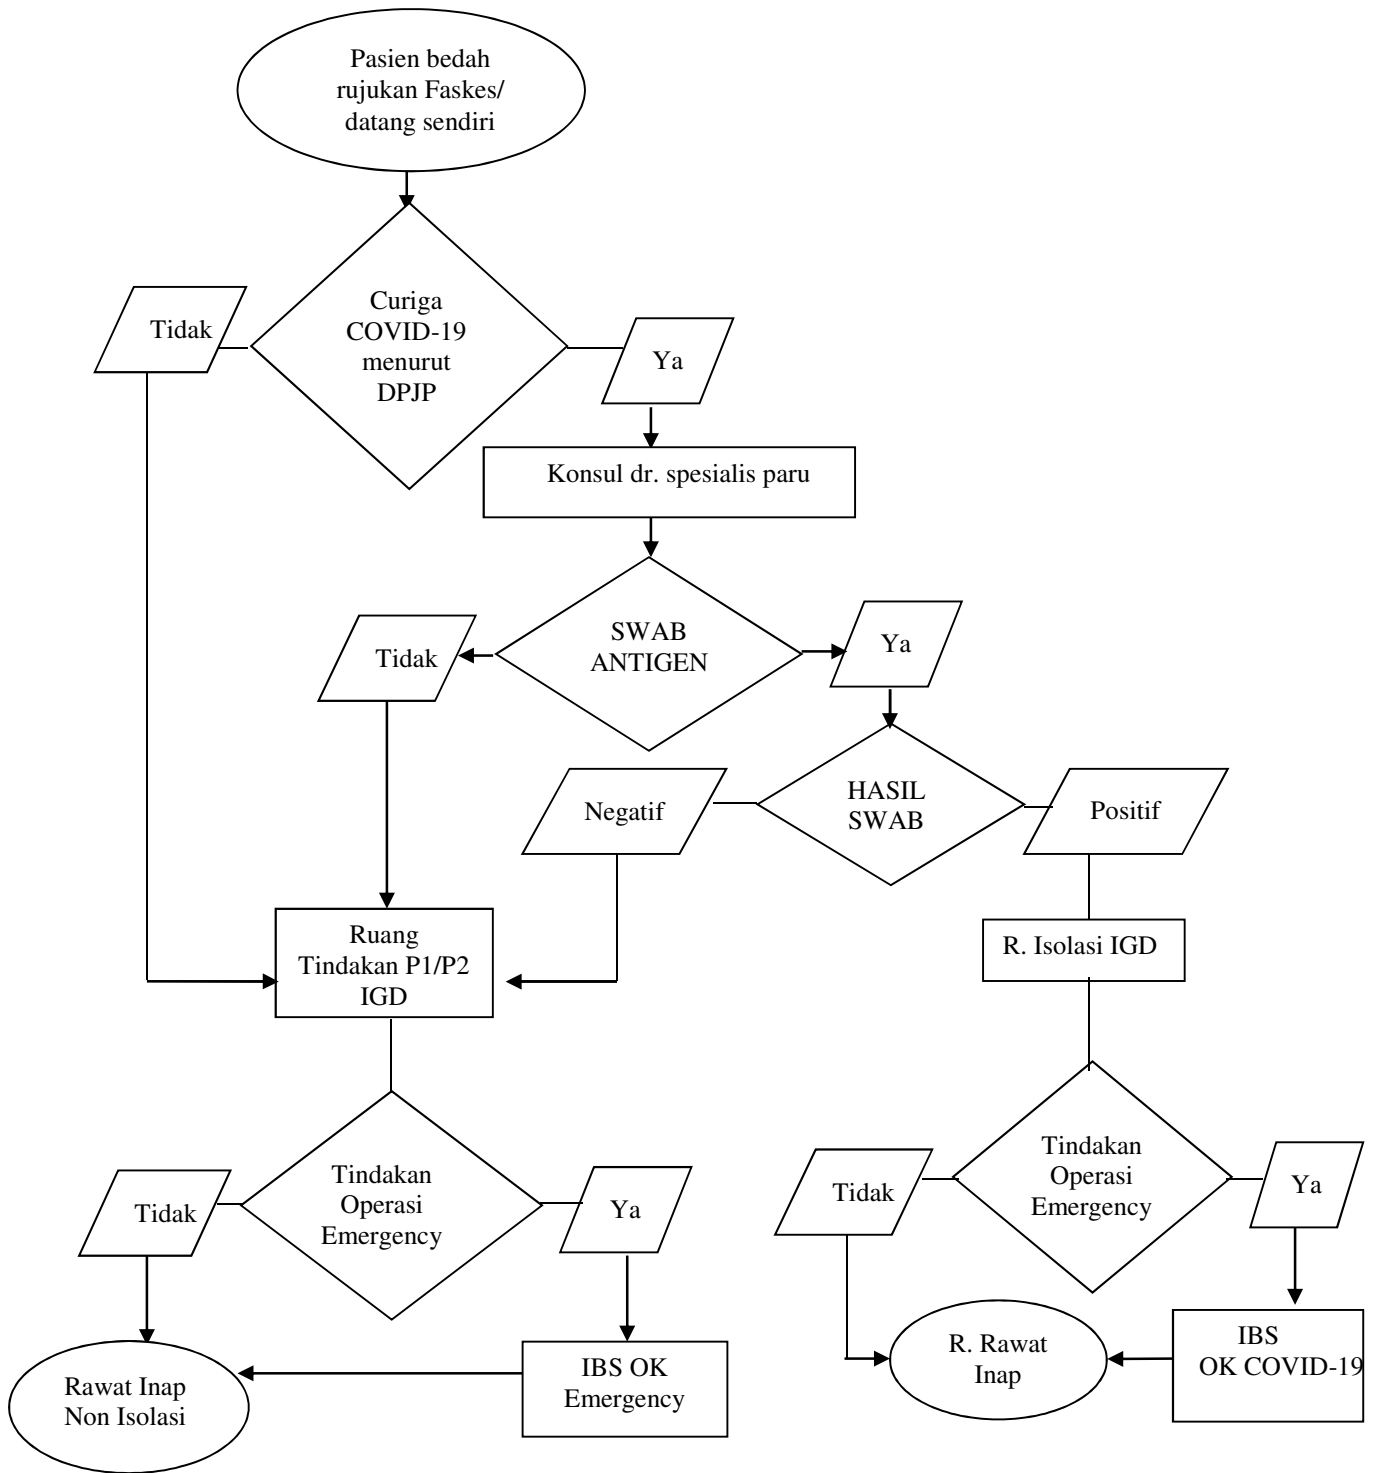 Pasien bedah
rujukan Faskes/
datang sendiri
Curiga
COVID-19
menurut
DPJP
Tidak
Ya
Konsul dr. spesialis paru
SWAB
ANTIGEN
Tidak
Ya
HASIL
SWAB
Negatif
Positif
Ruang
Tindakan P1/P2
IGD
R. Isolasi IGD
Tindakan
Operasi
Emergency
Tidak
Ya
Tindakan
Operasi
Emergency
Tidak
Ya
Rawat Inap
Non Isolasi
IBS OK
Emergency
R. Rawat
Inap
IBS
OK COVID-19